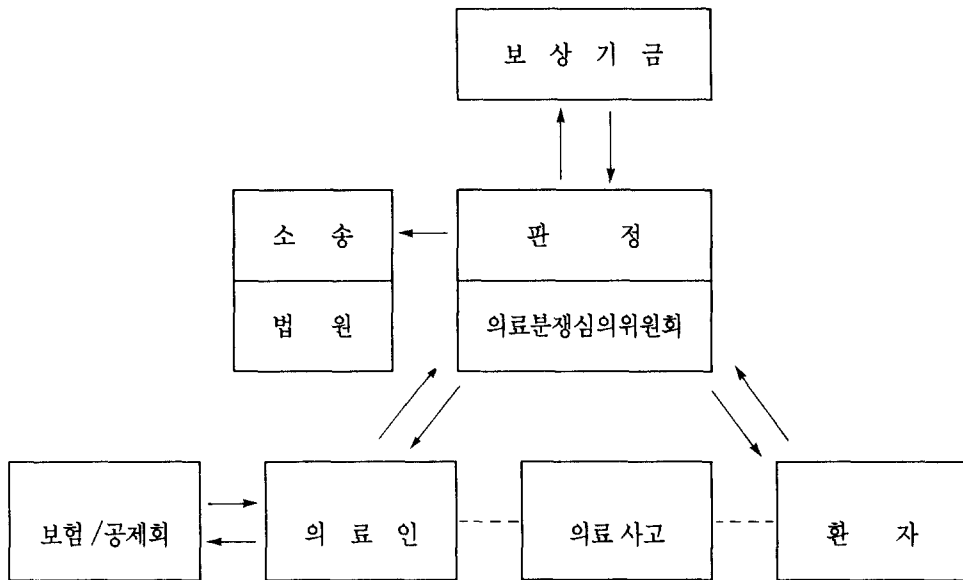 보 상 기 금
소 송
판 정
법 원
의료분쟁심의위원회
보험/공제회
의 료 인
의료 사고
환 자